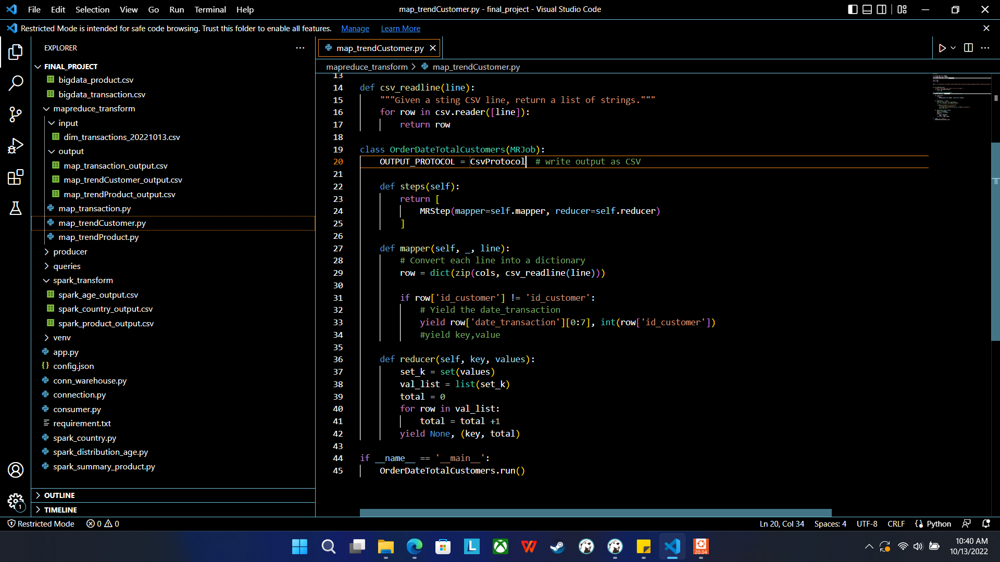 File Edit Selection View Go Run Terminal Help
map_trendCustomer.py - final_project - Visual Studio Code
Restricted Mode is intended for safe code browsing. Trust this folder to enable all features. Manage Learn More
EXPLORER
FINAL_PROJECT
bigdata_product.csv
bigdata_transaction.csv
mapreduce_transform
input
dim_transactions_20221013.csv
output
map_transaction_output.csv
map_trendCustomer_output.csv
map_trendProduct_output.csv
map_transaction.py
map_trendCustomer.py
map_trendProduct.py
producer
queries
spark_transform
spark_age_output.csv
spark_country_output.csv
spark_product_output.csv
venv
app.py
config.json
conn_warehouse.py
connection.py
consumer.py
requirement.txt
spark_country.py
spark_distribution_age.py
spark_summary_product.py
OUTLINE
TIMELINE
map_trendCustomer.py
mapreduce_transform > map_trendCustomer.py
13
14 def csv_readline(line):
15 """Given a sting CSV line, return a list of strings."""
16 for row in csv.reader([line]):
17 return row
18
19 class OrderDateTotalCustomers(MRJob):
20 OUTPUT_PROTOCOL = CsvProtocol # write output as CSV
21
22 def steps(self):
23 return [
24 MRStep(mapper=self.mapper, reducer=self.reducer)
25 ]
26
27 def mapper(self, _, line):
28 # Convert each line into a dictionary
29 row = dict(zip(cols, csv_readline(line)))
30
31 if row['id_customer'] != 'id_customer':
32 # Yield the date_transaction
33 yield row['date_transaction'][0:7], int(row['id_customer'])
34 #yield key,value
35
36 def reducer(self, key, values):
37 set_k = set(values)
38 val_list = list(set_k)
39 total = 0
40 for row in val_list:
41 total = total +1
42 yield None, (key, total)
43
44 if __name__ == '__main__':
45 OrderDateTotalCustomers.run()
1
Restricted Mode 0 0
Ln 20, Col 34 Spaces: 4 UTF-8 CRLF {} Python
L
20.04
10:40 AM
10/13/2022